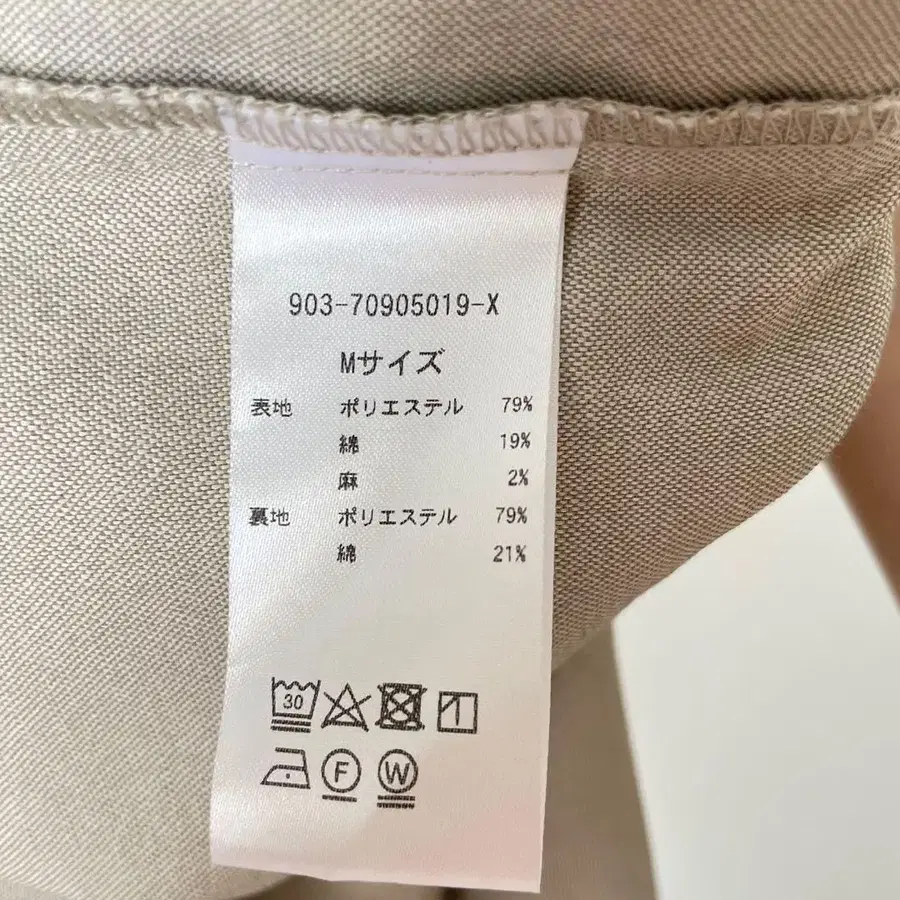 903-70905019-X
Mサイズ
表地 ポリエステル 79%
綿 19%
麻 2%
裏地 ポリエステル 79%
綿 21%
30
F W